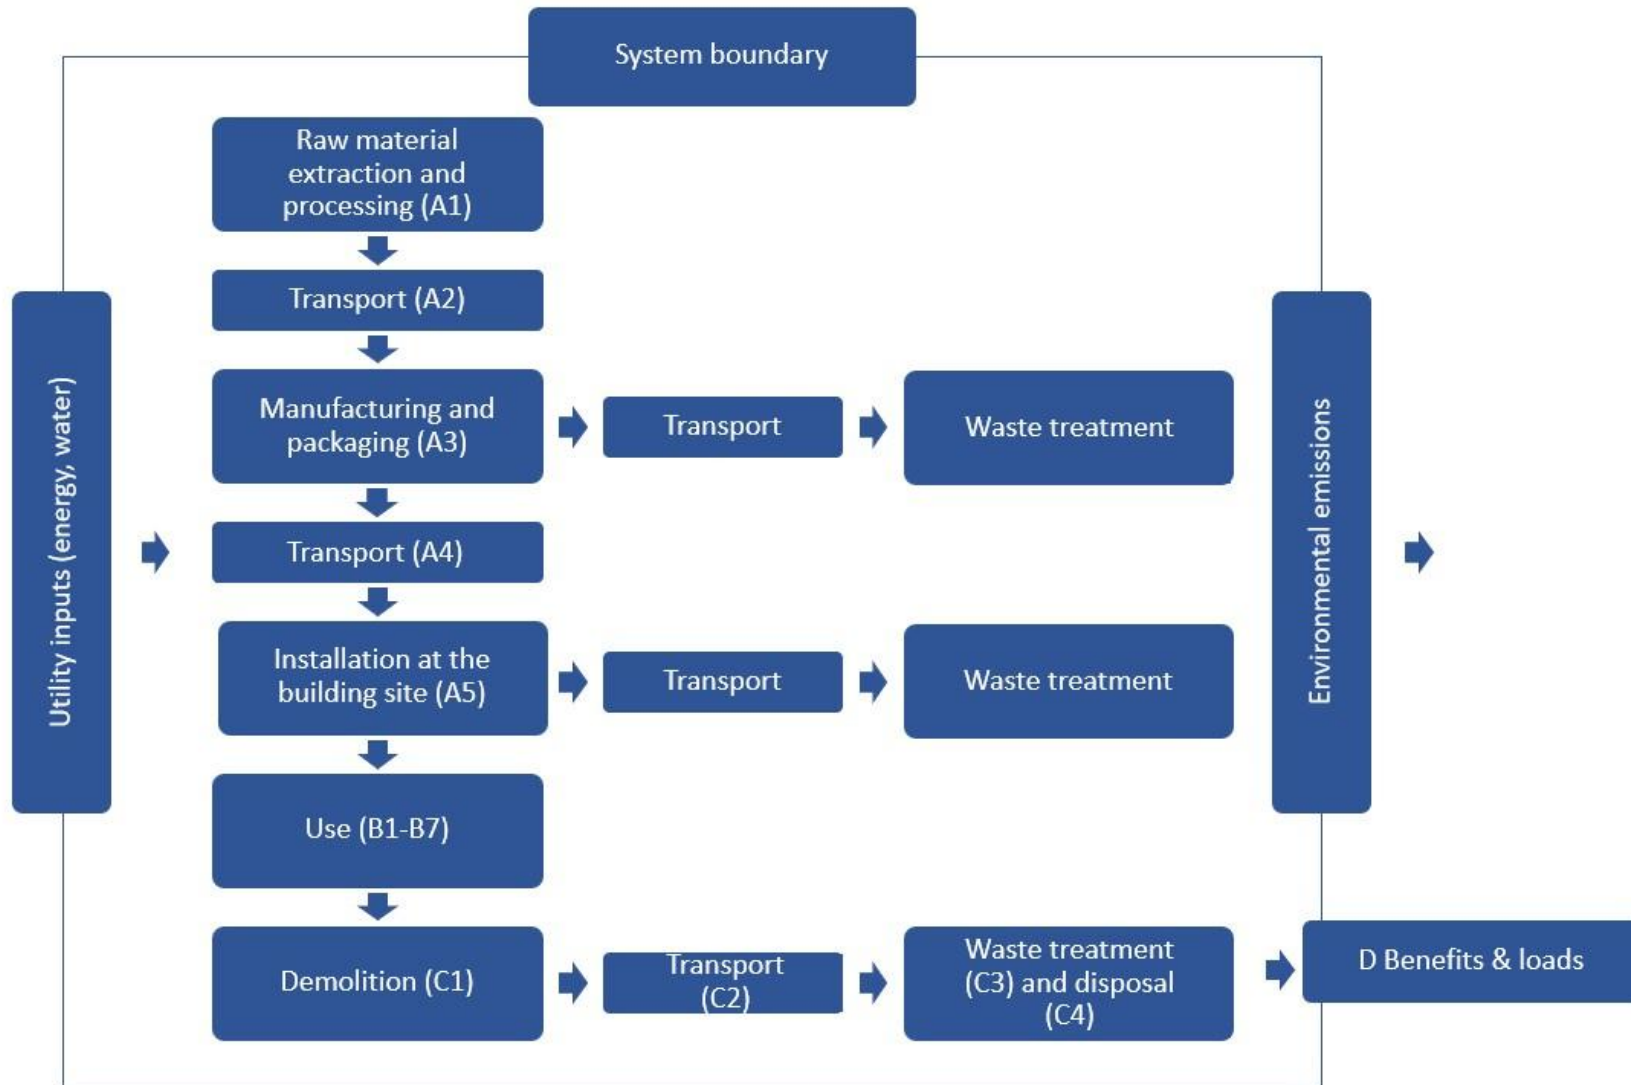 System boundary
Raw material
extraction and
processing (A1)
Transport (A2)
Manufacturing and
packaging (A3)
Transport
Waste treatment
Utility inputs (energy, water)
Transport (A4)
Environmental emissions
Installation at the
building site (A5)
Transport
Waste treatment
Use (B1-B7)
Demolition (C1)
Transport
(C2)
Waste treatment
(C3) and disposal
(C4)
D Benefits & loads